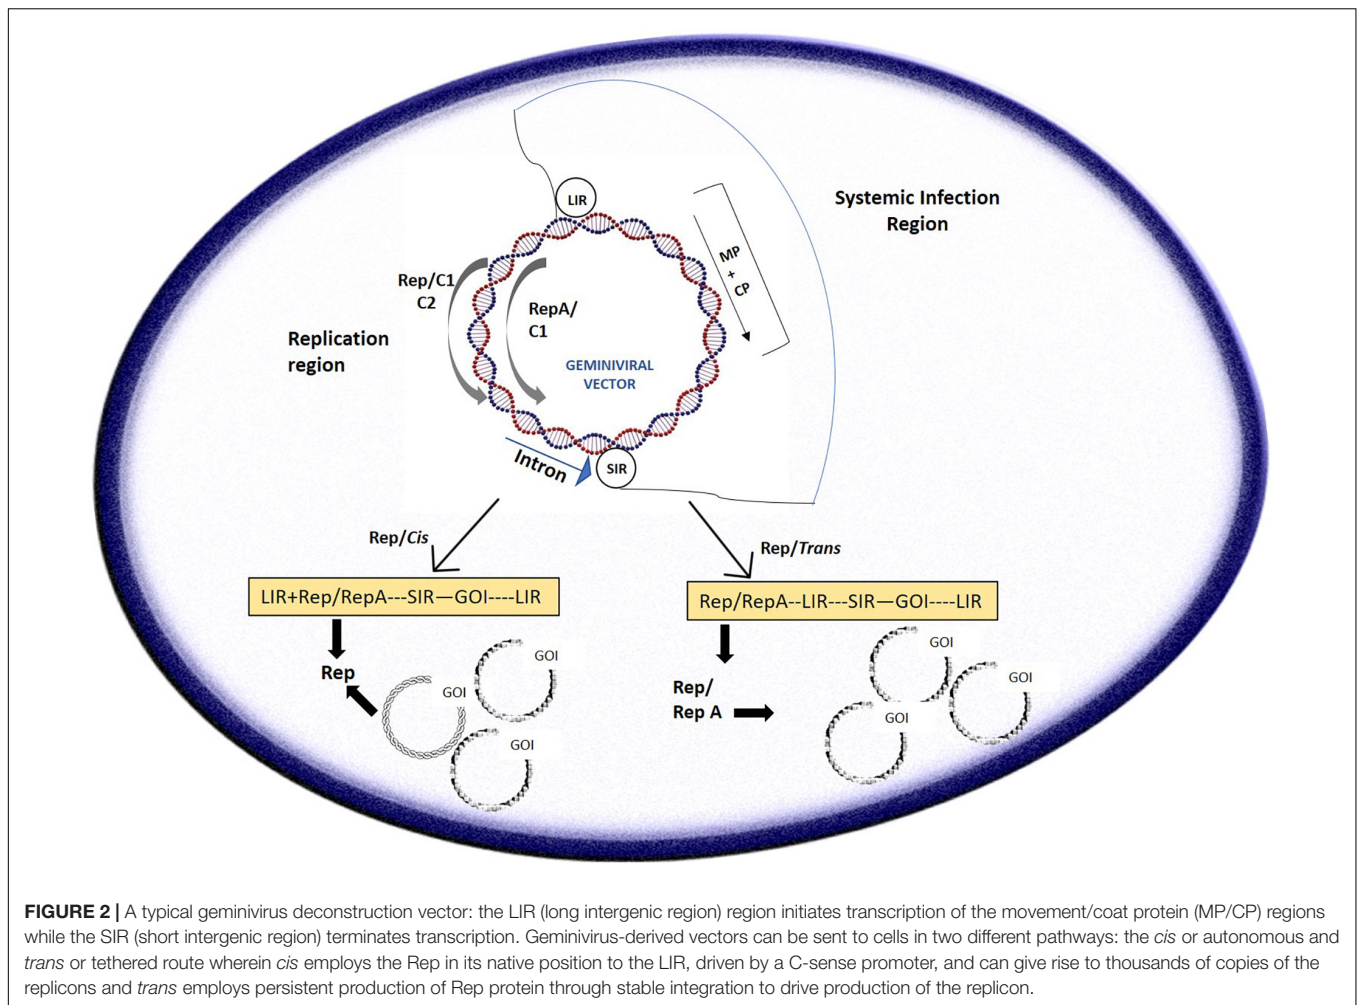 LIR
Systemic Infection
Region
MP
+
CP
Rep/C1
C2
RepA/
C1
Replication
region
GEMINIVIRAL
VECTOR
Intron
SIR
Rep/Cis
Rep/Trans
LIR+Rep/RepA---SIR—GOI----LIR
Rep/RepA--LIR---SIR—GOI----LIR
Rep
GOI
GOI
GOI
Rep/
Rep A
GOI
GOI
GOI
FIGURE 2 | A typical geminivirus deconstruction vector: the LIR (long intergenic region) region initiates transcription of the movement/coat protein (MP/CP) regions
while the SIR (short intergenic region) terminates transcription. Geminivirus-derived vectors can be sent to cells in two different pathways: the cis or autonomous and
trans or tethered route wherein cis employs the Rep in its native position to the LIR, driven by a C-sense promoter, and can give rise to thousands of copies of the
replicons and trans employs persistent production of Rep protein through stable integration to drive production of the replicon.